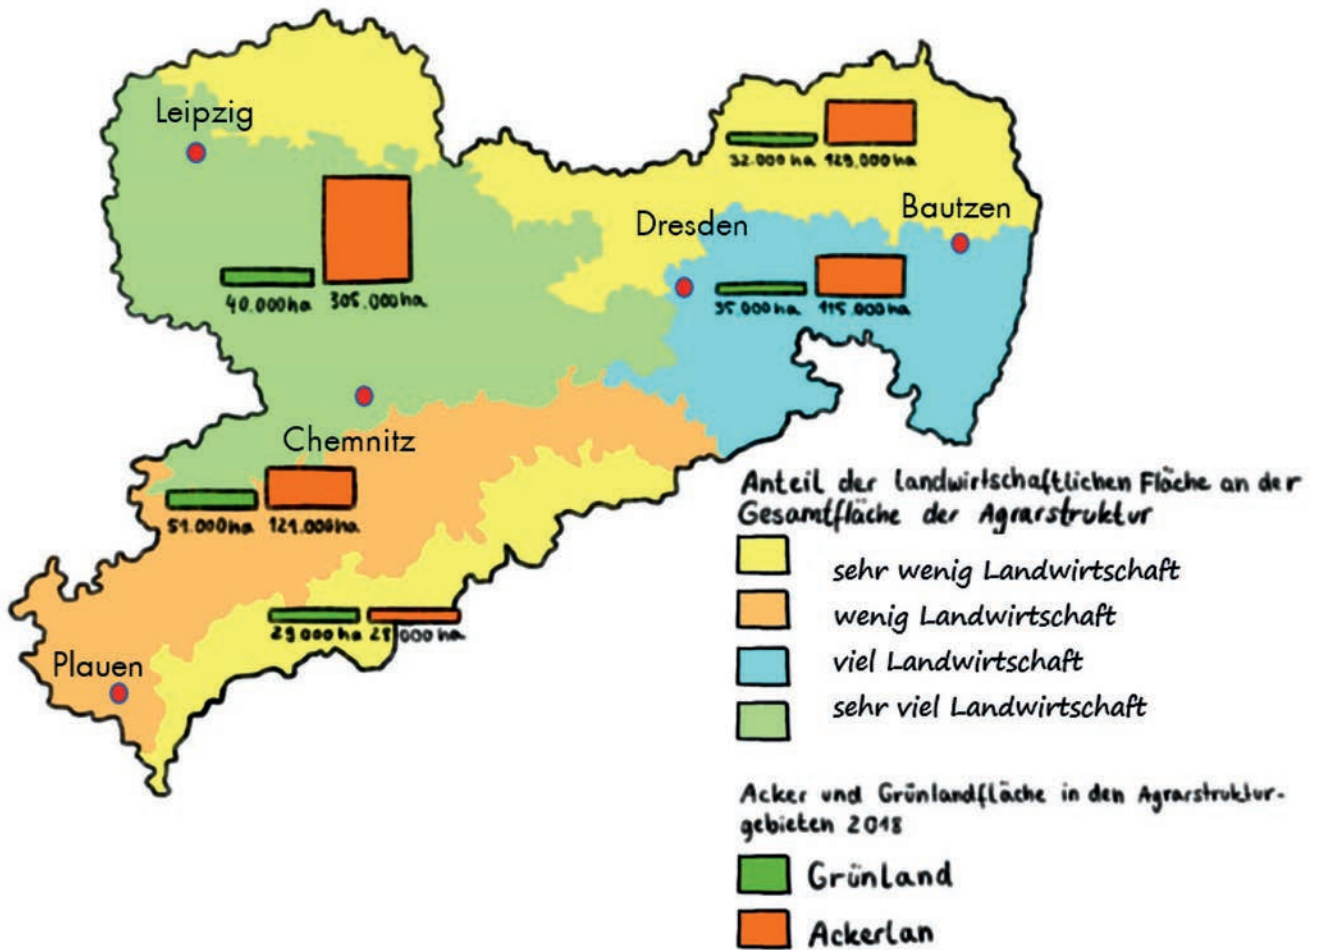 Leipzig
32.000 ha 129.000 ha
Bautzen
Dresden
40.000 ha 305.000 ha
35.000 ha 115.000 ha
Chemnitz
51.000 ha 121.000 ha
29.000 ha 28.000 ha
Plauen
Anteil der landwirtschaftlichen Fläche an der
Gesamtfläche der Agrarstruktur
sehr wenig Landwirtschaft
wenig Landwirtschaft
viel Landwirtschaft
sehr viel Landwirtschaft
Acker und Grünlandfläche in den Agrarstruktur-
gebieten 2018
Grünland
Ackerlan